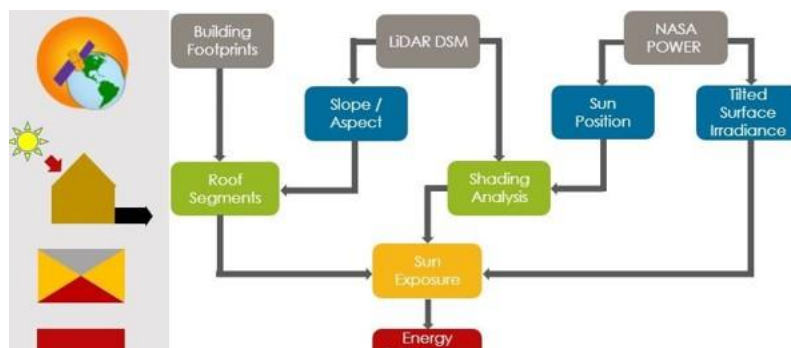 Building
Footprints
LiDAR DSM
NASA
POWER
Slope /
Aspect
Sun
Position
Tilted
Surface
Irradiance
Roof
Segments
Shading
Analysis
Sun
Exposure
Energy